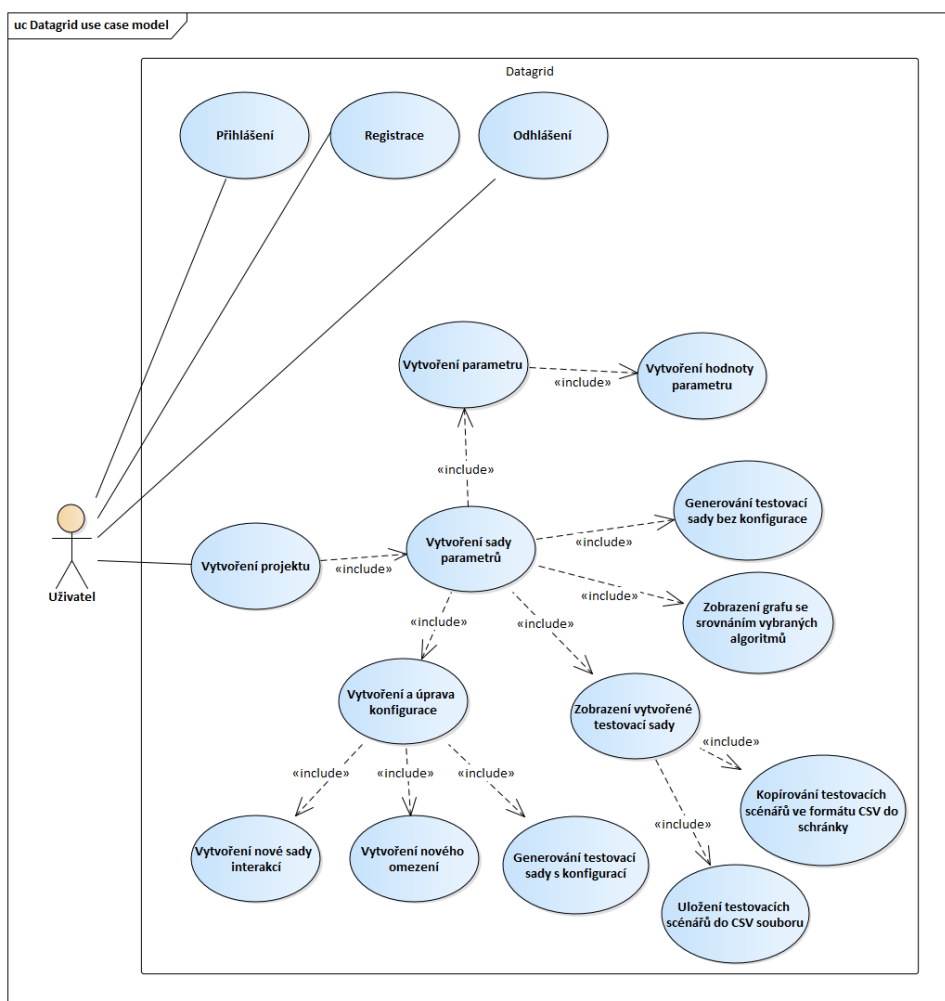 uc Datagrid use case model
Datagrid
Přihlášení
Registrace
Odhlášení
Vytvoření parametru
«include»
Vytvoření hodnoty
parametru
«include»
Generování testovací
sady bez konfigurace
Vytvoření sady
parametrů
«include»
Vytvoření projektu
«include»
Uživatel
«include»
Zobrazení grafu se
srovnáním vybraných
algoritmů
«include»
«include»
Vytvoření a úprava
konfigurace
Zobrazení vytvořené
testovací sady
«include»
«include»
«include»
«include»
Kopírování testovacích
scénářů ve formátu CSV do
schránky
«include»
Vytvoření nové sady
interakcí
Vytvoření nového
omezení
Generování testovací
sady s konfigurací
Uložení testovacích
scénářů do CSV souboru